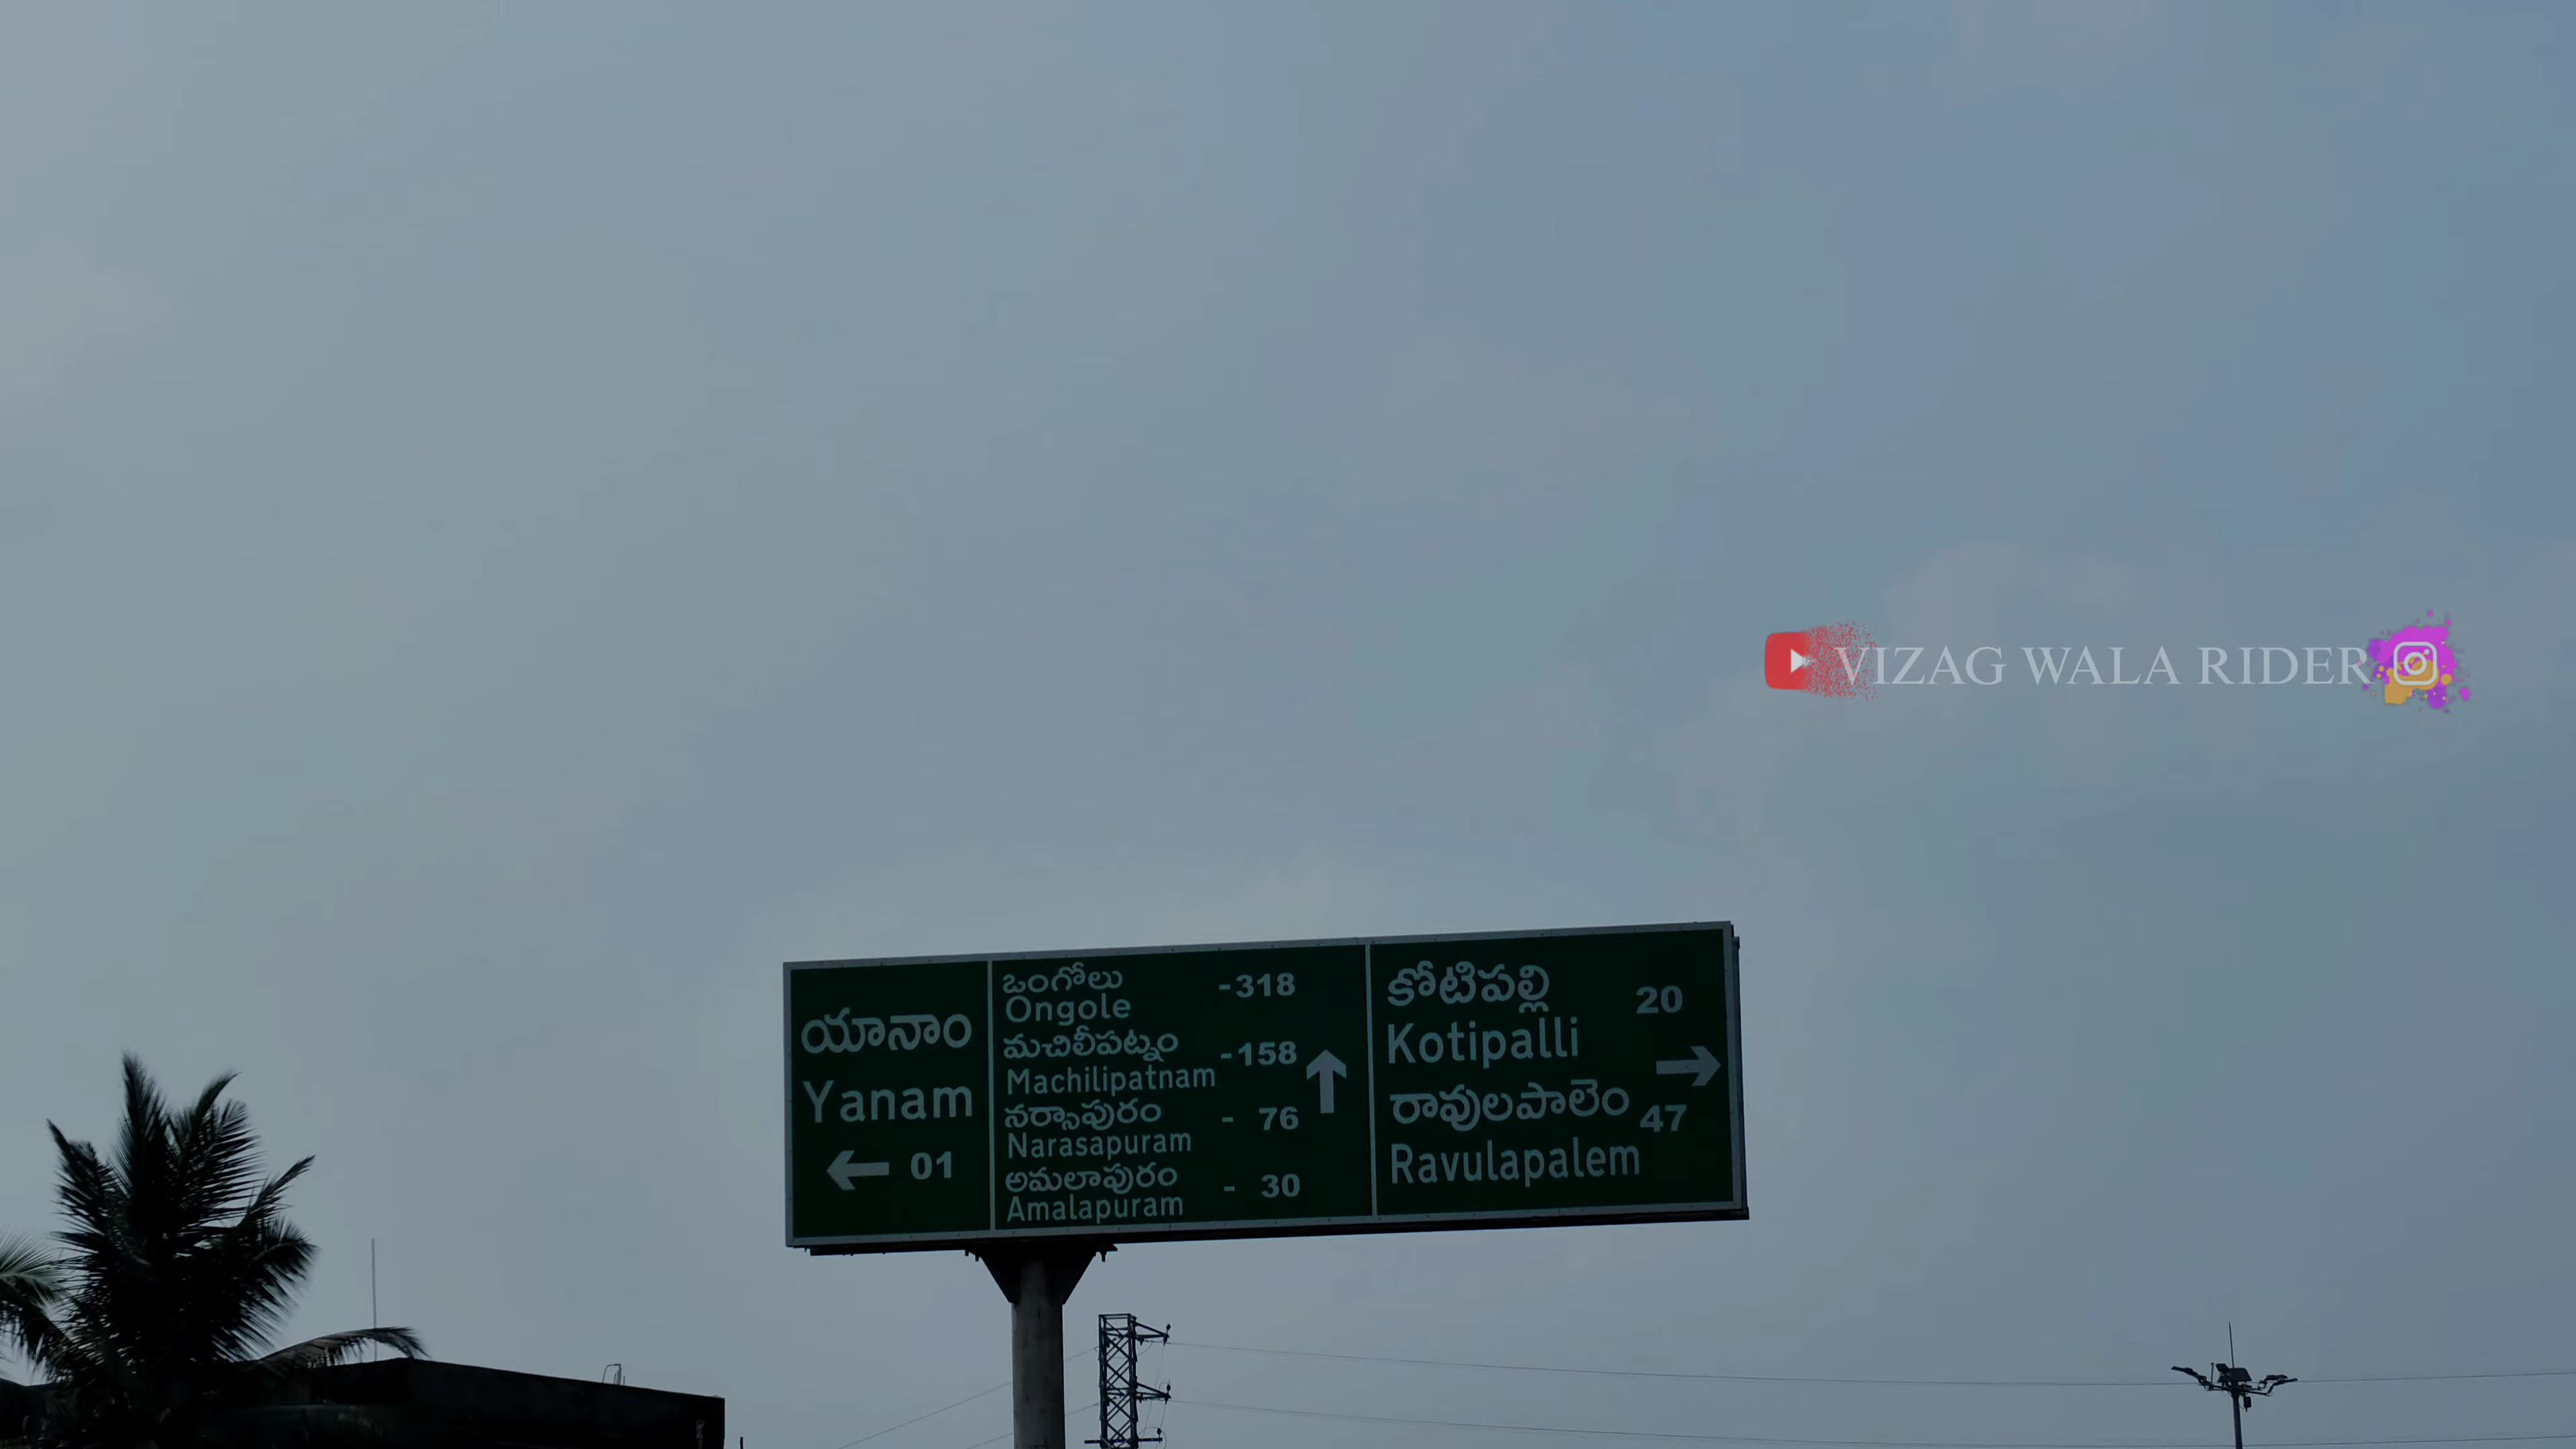 VIZAG WALA RIDER
యానాం
Yanam
01
ఒంగోలు -318
Ongole
మచిలీపట్నం -158
Machilipatnam
నర్సాపురం - 76
Narasapuram
అమలాపురం - 30
Amalapuram
కోటిపల్లి 20
Kotipalli
రావులపాలెం 47
Ravulapalem